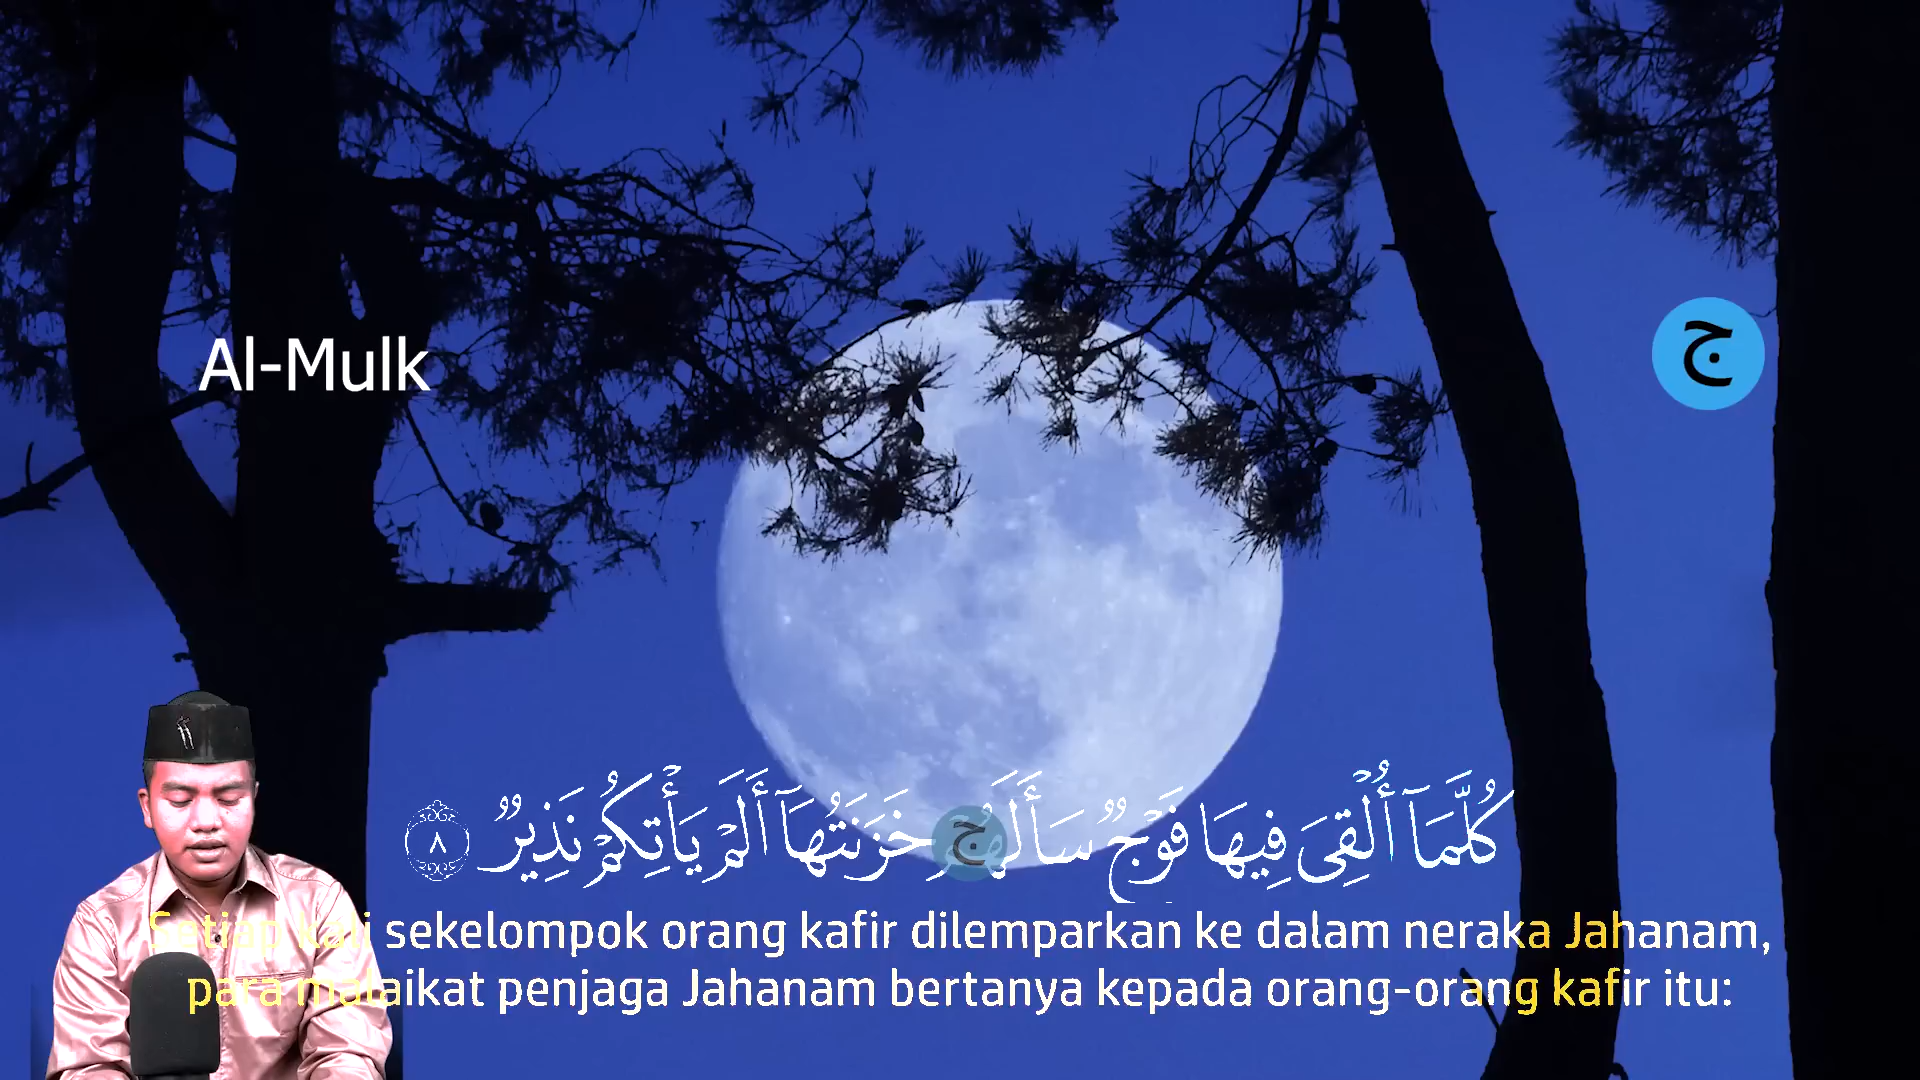 Al-Mulk
ج
كُلَّمَآ أُلْقِىَ فِيهَا فَوْجٌ سَأَلَهُمْ خَزَنَتُهَآ أَلَمْ يَأْتِكُمْ نَذِيرٌ ٨
ج
Setiap kali sekelompok orang kafir dilemparkan ke dalam neraka Jahanam,
para malaikat penjaga Jahanam bertanya kepada orang-orang kafir itu: